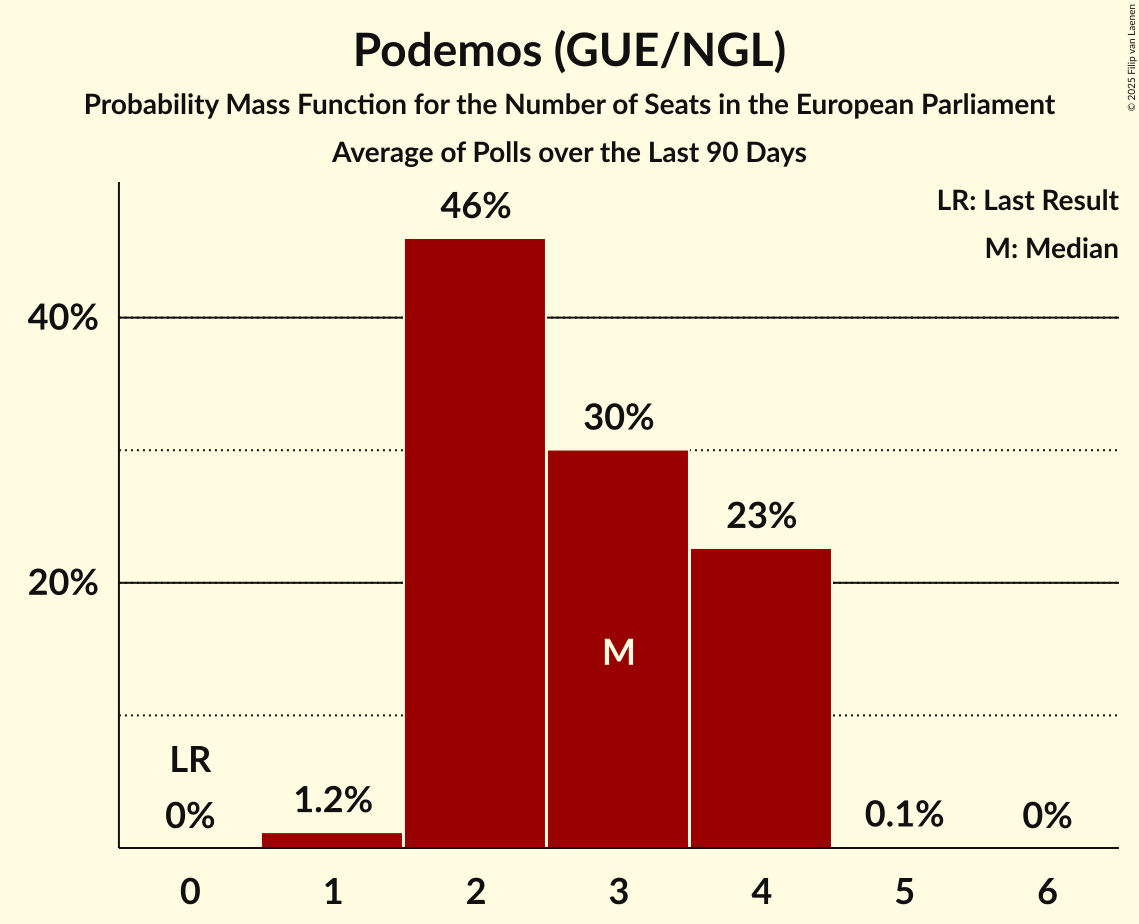 Podemos (GUE/NGL)
Probability Mass Function for the Number of Seats in the European Parliament
Average of Polls over the Last 90 Days
© 2025 Filip van Laenen
LR: Last Result
M: Median
46%
40%
30%
23%
20%
M
LR
0%
1.2%
0.1%
0%
0 1 2 3 4 5 6